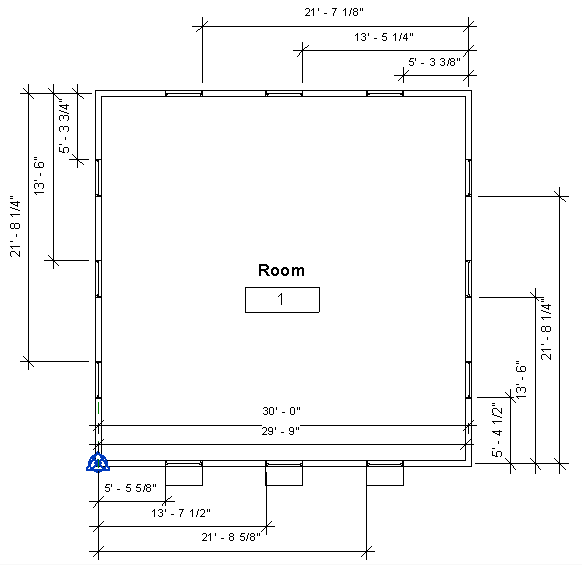 21' - 7 1/8"
13' - 5 1/4"
5' - 3 3/8"
5' - 3 3/4"
13' - 6"
21' - 8 1/4"
Room
1
21' - 8 1/4"
13' - 6"
5' - 4 1/2"
30' - 0"
29' - 9"
5' - 5 5/8"
13' - 7 1/2"
21' - 8 5/8"